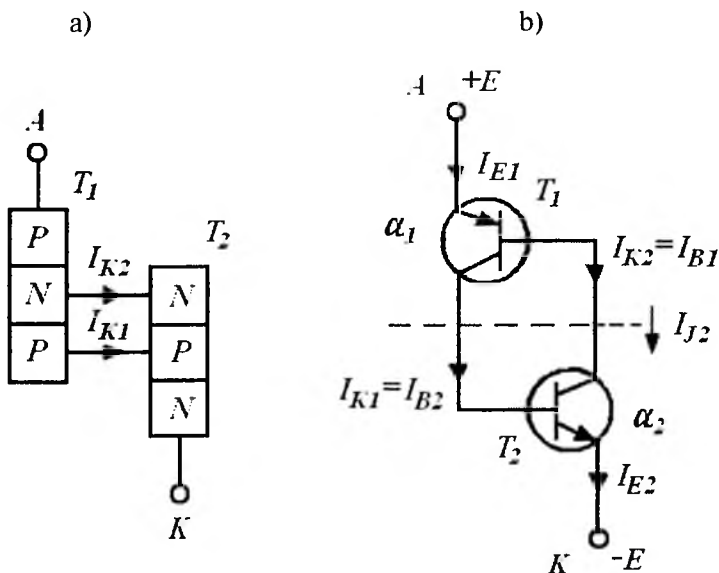 a)
b)
A
T1
P
N
P
IK2
IK1
T2
N
P
N
K
A +E
IE1
T1
α1
IK2=IB1
IJ2
IK1=IB2
α2
T2
IE2
K -E